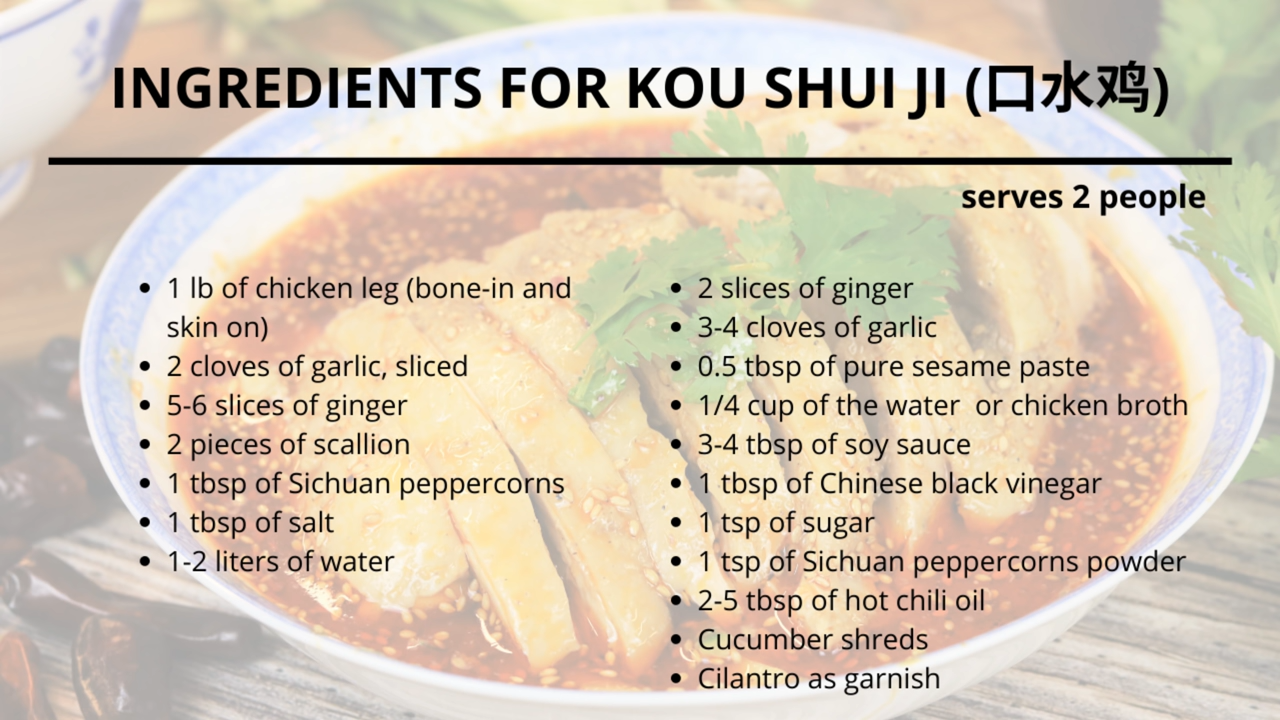 INGREDIENTS FOR KOU SHUI JI (口水鸡)
serves 2 people
• 1 lb of chicken leg (bone-in and
skin on)
• 2 cloves of garlic, sliced
• 5-6 slices of ginger
• 2 pieces of scallion
• 1 tbsp of Sichuan peppercorns
• 1 tbsp of salt
• 1-2 liters of water
• 2 slices of ginger
• 3-4 cloves of garlic
• 0.5 tbsp of pure sesame paste
• 1/4 cup of the water  or chicken broth
• 3-4 tbsp of soy sauce
• 1 tbsp of Chinese black vinegar
• 1 tsp of sugar
• 1 tsp of Sichuan peppercorns powder
• 2-5 tbsp of hot chili oil
• Cucumber shreds
• Cilantro as garnish